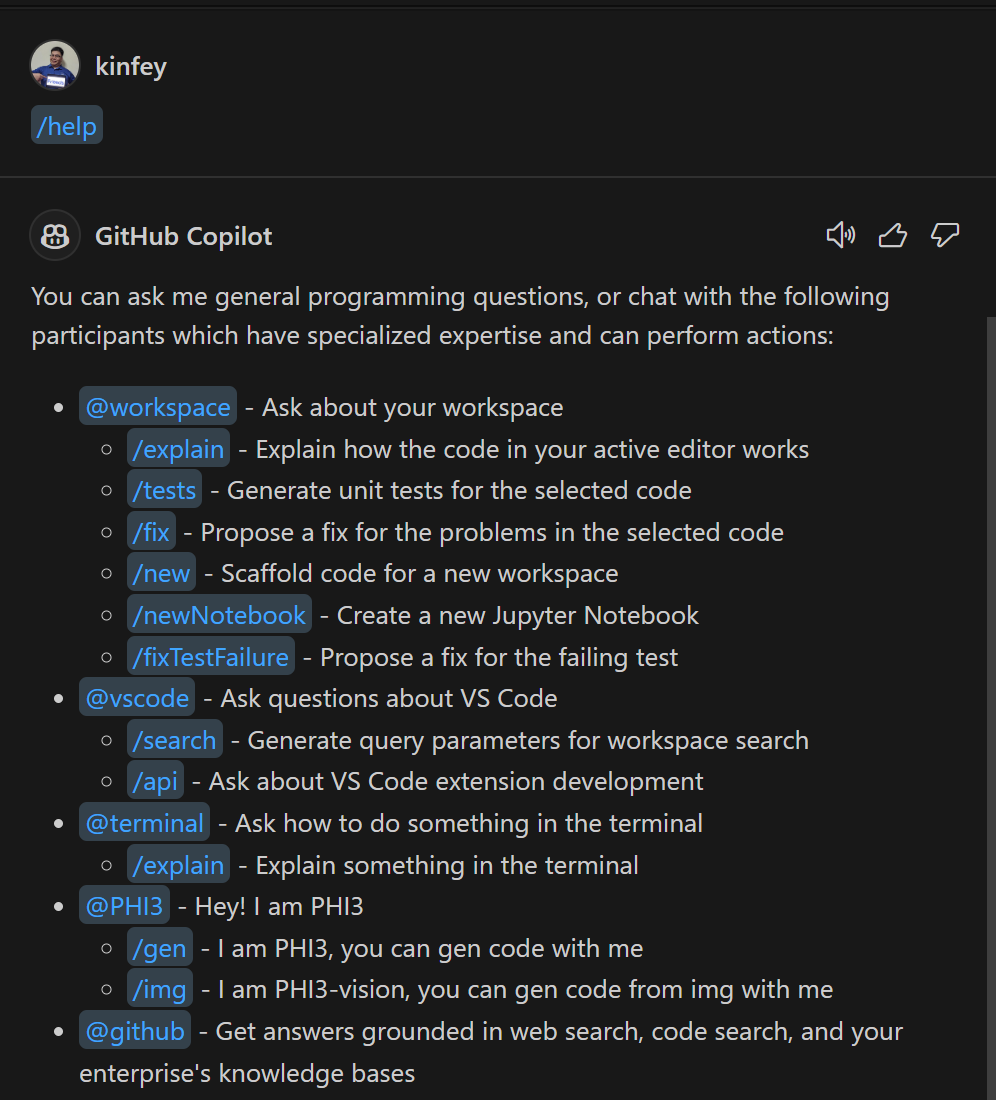 kinfey
/help
GitHub Copilot
You can ask me general programming questions, or chat with the following
participants which have specialized expertise and can perform actions:
@workspace - Ask about your workspace
/explain - Explain how the code in your active editor works
/tests - Generate unit tests for the selected code
/fix - Propose a fix for the problems in the selected code
/new - Scaffold code for a new workspace
/newNotebook - Create a new Jupyter Notebook
/fixTestFailure - Propose a fix for the failing test
@vscode - Ask questions about VS Code
/search - Generate query parameters for workspace search
/api - Ask about VS Code extension development
@terminal - Ask how to do something in the terminal
/explain - Explain something in the terminal
@PHI3 - Hey! I am PHI3
/gen - I am PHI3, you can gen code with me
/img - I am PHI3-vision, you can gen code from img with me
@github - Get answers grounded in web search, code search, and your
enterprise's knowledge bases